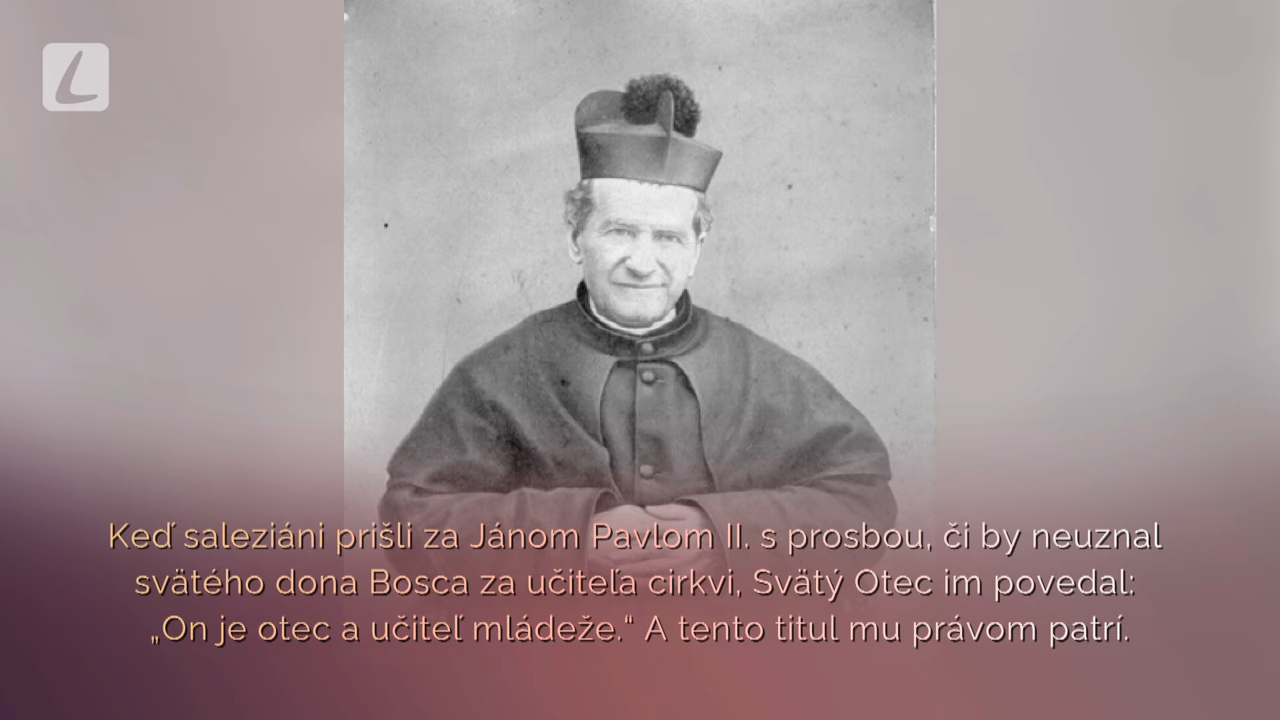 L
Keď saleziáni prišli za Jánom Pavlom II. s prosbou, či by neuznal
svätého dona Bosca za učiteľa cirkvi, Svätý Otec im povedal:
„On je otec a učiteľ mládeže.“ A tento titul mu právom patrí.